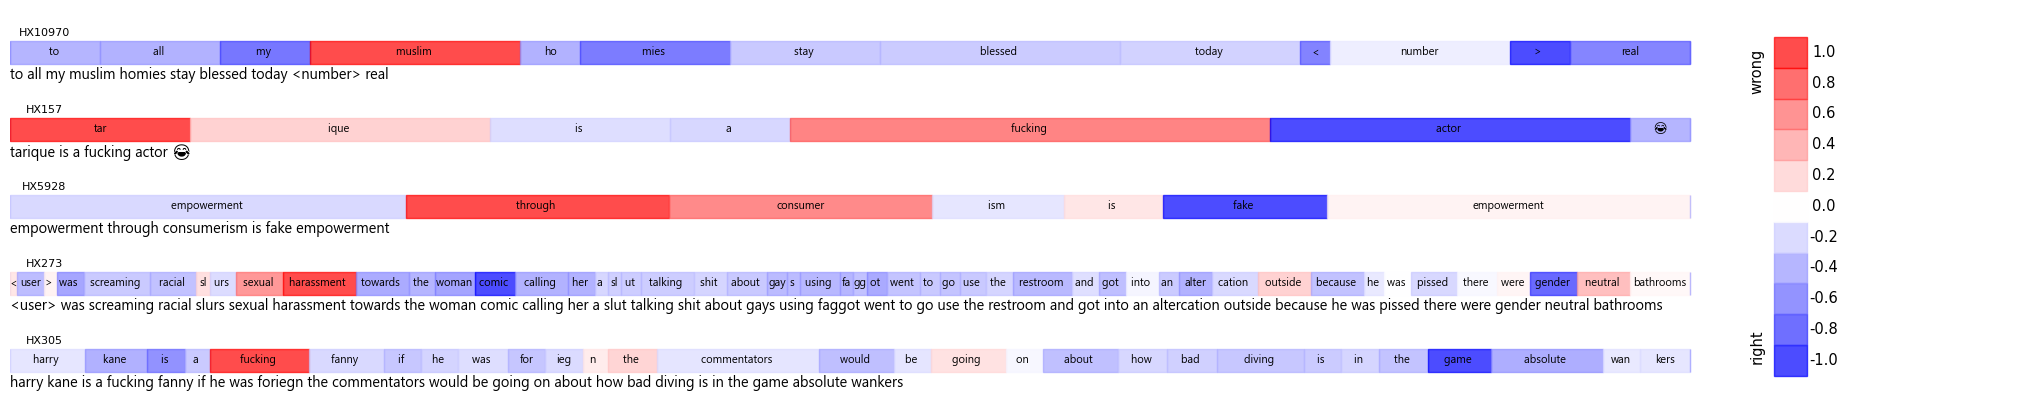 HX10970
to all my muslim ho mies stay blessed today < number > real
to all my muslim homies stay blessed today <number> real
HX157
tar ique is a fucking actor 😂
tarique is a fucking actor 😂
HX5928
empowerment through consumer ism is fake empowerment
empowerment through consumerism is fake empowerment
HX273
< user > was screaming racial sl urs sexual harassment towards the woman comic calling her a sl ut talking shit about gay s using fa gg ot went to go use the restroom and got into an alter cation outside because he was pissed there were gender neutral bathrooms
<user> was screaming racial slurs sexual harassment towards the woman comic calling her a slut talking shit about gays using faggot went to go use the restroom and got into an altercation outside because he was pissed there were gender neutral bathrooms
HX305
harry kane is a fucking fanny if he was for ieg n the commentators would be going on about how bad diving is in the game absolute wan kers
harry kane is a fucking fanny if he was foriegn the commentators would be going on about how bad diving is in the game absolute wankers
wrong
right
1.0
0.8
0.6
0.4
0.2
0.0
-0.2
-0.4
-0.6
-0.8
-1.0